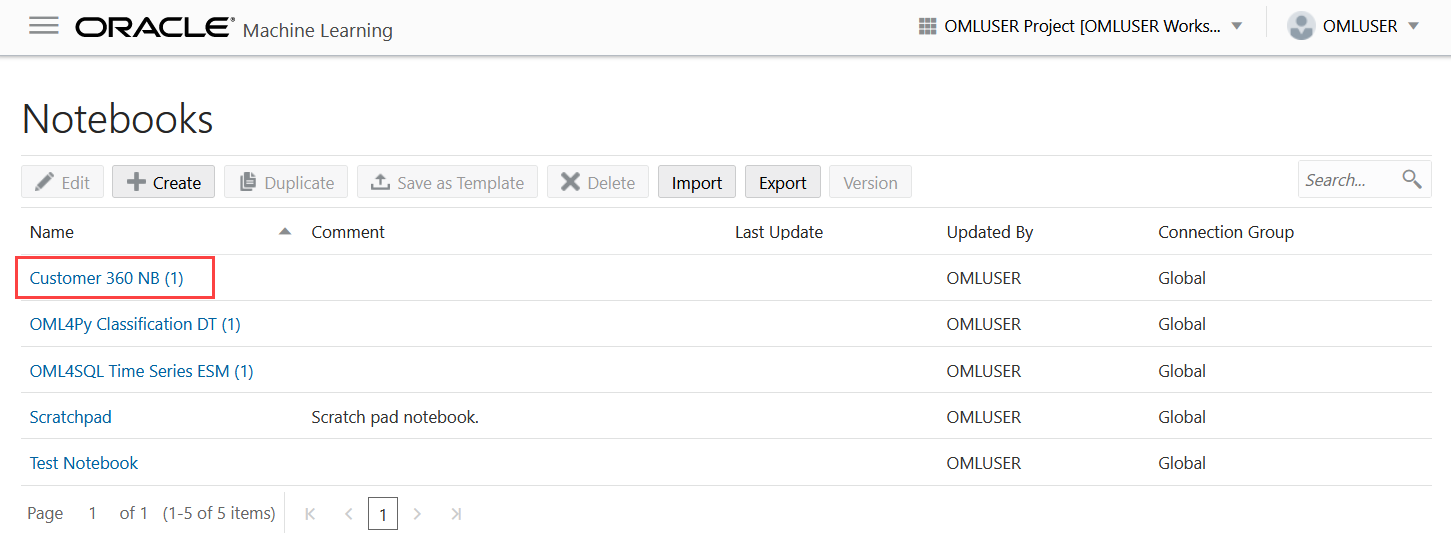 ORACLE® Machine Learning OMLUSER Project [OMLUSER Works... OMLUSER
Notebooks
Edit Create Duplicate Save as Template Delete Import Export Version Search...
Name Comment Last Update Updated By Connection Group
Customer 360 NB (1) OMLUSER Global
OML4Py Classification DT (1) OMLUSER Global
OML4SQL Time Series ESM (1) OMLUSER Global
Scratchpad Scratch pad notebook. OMLUSER Global
Test Notebook OMLUSER Global
Page 1 of 1 (1-5 of 5 items) 1